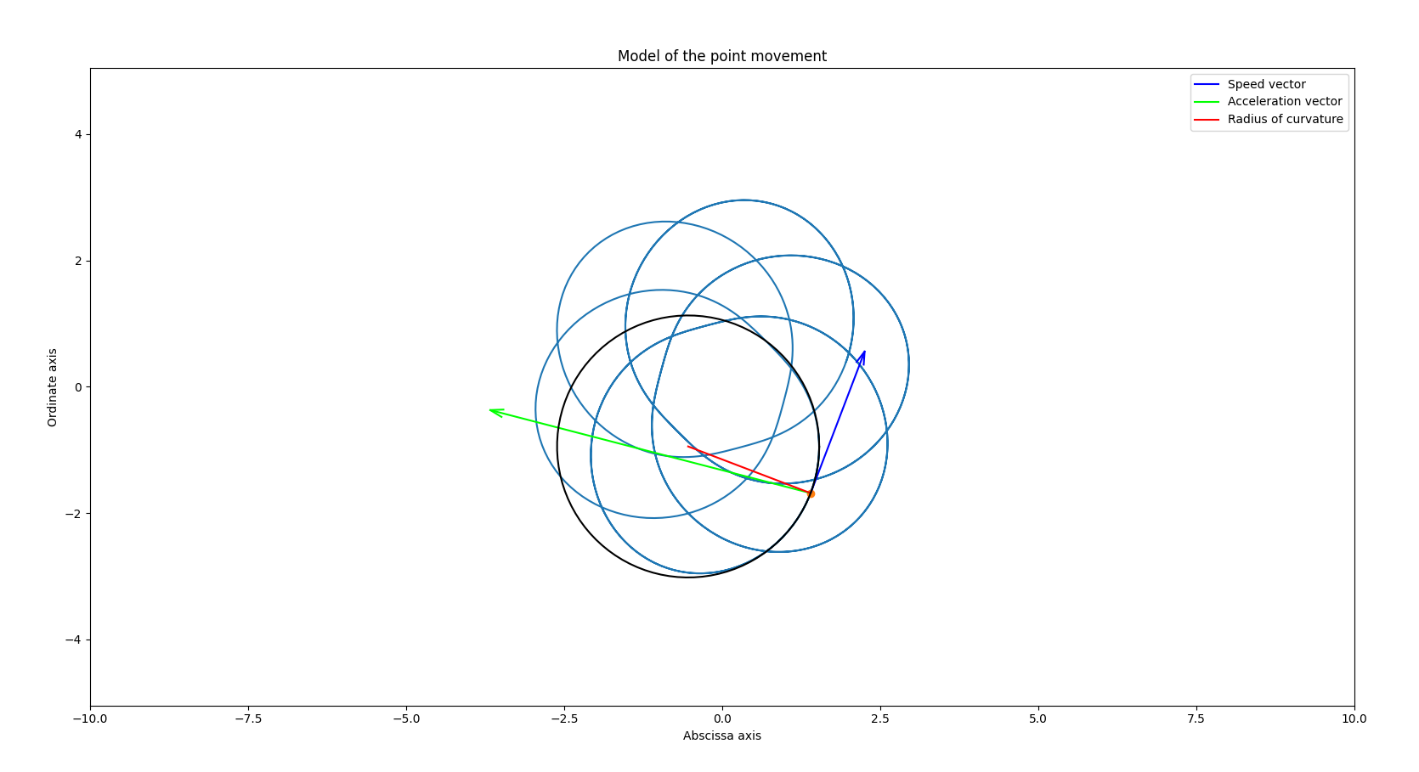 Model of the point movement
Speed vector
Acceleration vector
Radius of curvature
4
2
0
−2
−4
Ordinate axis
−10.0 −7.5 −5.0 −2.5 0.0 2.5 5.0 7.5 10.0
Abscissa axis